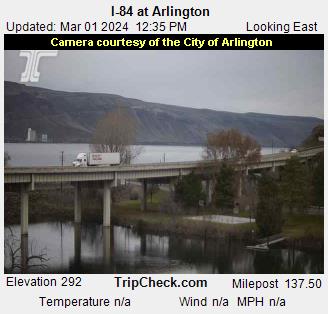 I-84 at Arlington
Updated: Mar 01 2024 12:35 PM Looking East
Camera courtesy of the City of Arlington
Elevation 292 TripCheck.com Milepost 137.50
Temperature n/a Wind n/a MPH n/a